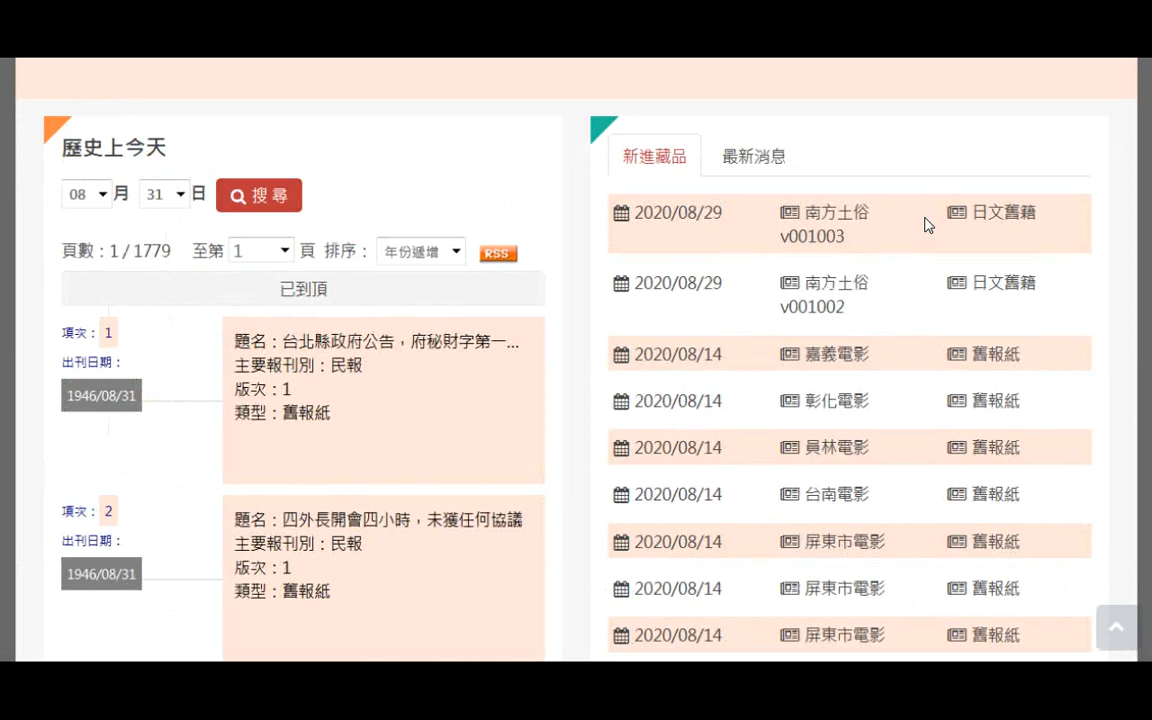 歷史上今天
08 月 31 日 搜尋
頁數：1 / 1779 至第 1 頁 排序： 年份遞增 RSS
已到頂
項次： 1
出刊日期：
1946/08/31
題名：台北縣政府公告，府秘財字第一...
主要報刊別：民報
版次：1
類型：舊報紙
項次： 2
出刊日期：
1946/08/31
題名：四外長開會四小時，未獲任何協議
主要報刊別：民報
版次：1
類型：舊報紙
新進藏品 最新消息
2020/08/29 南方土俗 日文舊籍
v001003
2020/08/29 南方土俗 日文舊籍
v001002
2020/08/14 嘉義電影 舊報紙
2020/08/14 彰化電影 舊報紙
2020/08/14 員林電影 舊報紙
2020/08/14 台南電影 舊報紙
2020/08/14 屏東市電影 舊報紙
2020/08/14 屏東市電影 舊報紙
2020/08/14 屏東市電影 舊報紙